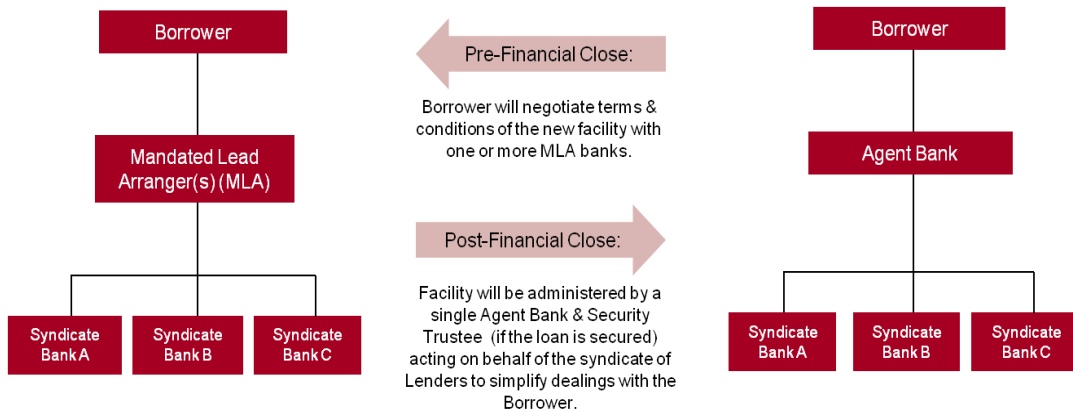 Borrower
Mandated Lead
Arranger(s) (MLA)
Syndicate
Bank A
Syndicate
Bank B
Syndicate
Bank C
Pre-Financial Close:
Borrower will negotiate terms &
conditions of the new facility with
one or more MLA banks.
Post-Financial Close:
Facility will be administered by a
single Agent Bank & Security
Trustee (if the loan is secured)
acting on behalf of the syndicate of
Lenders to simplify dealings with the
Borrower.
Borrower
Agent Bank
Syndicate
Bank A
Syndicate
Bank B
Syndicate
Bank C